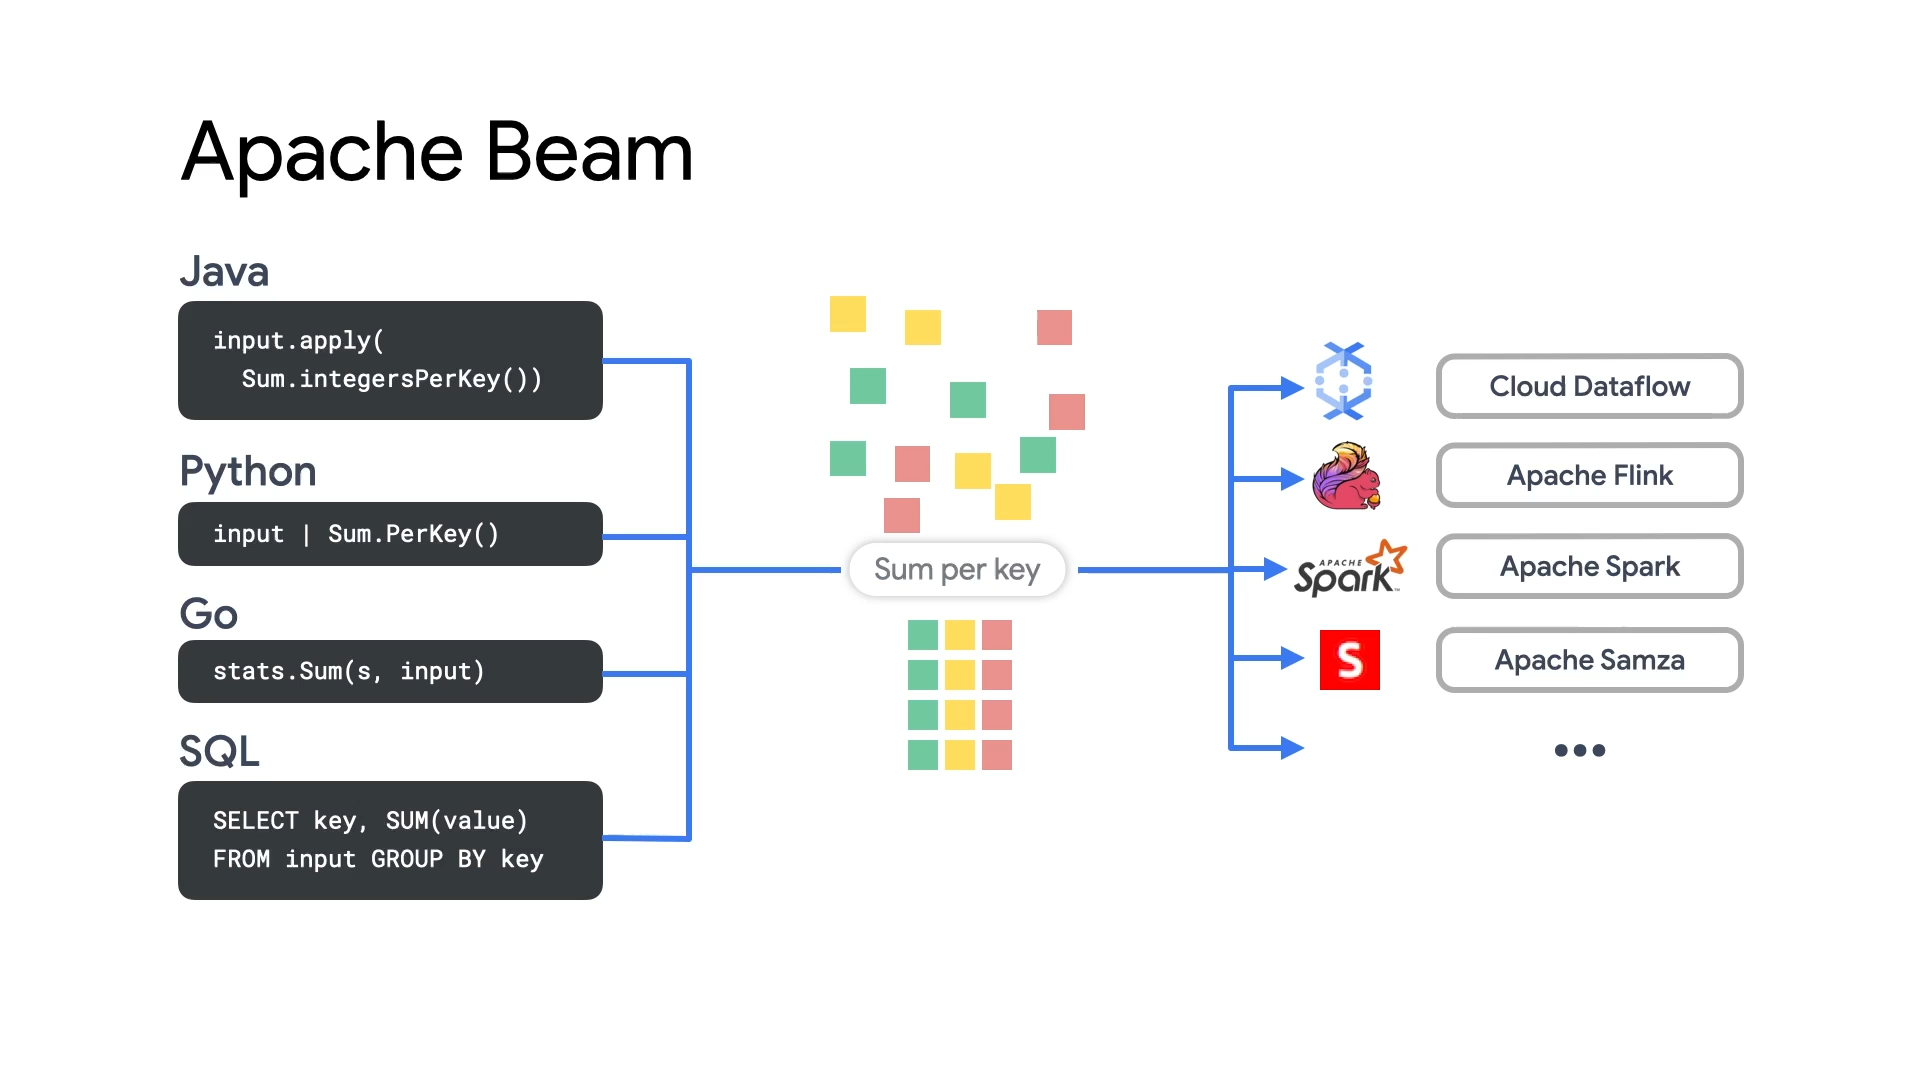 Apache Beam
Java
input.apply(
Sum.integersPerKey())
Python
input | Sum.PerKey()
Go
stats.Sum(s, input)
SQL
SELECT key, SUM(value)
FROM input GROUP BY key
Sum per key
Cloud Dataflow
Apache Flink
APACHE
Spark™
Apache Spark
S
Apache Samza
•••